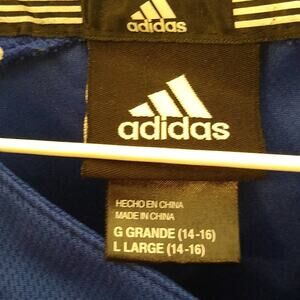 adidas
adidas
HECHO EN CHINA
MADE IN CHINA
G GRANDE (14-16)
L LARGE (14-16)